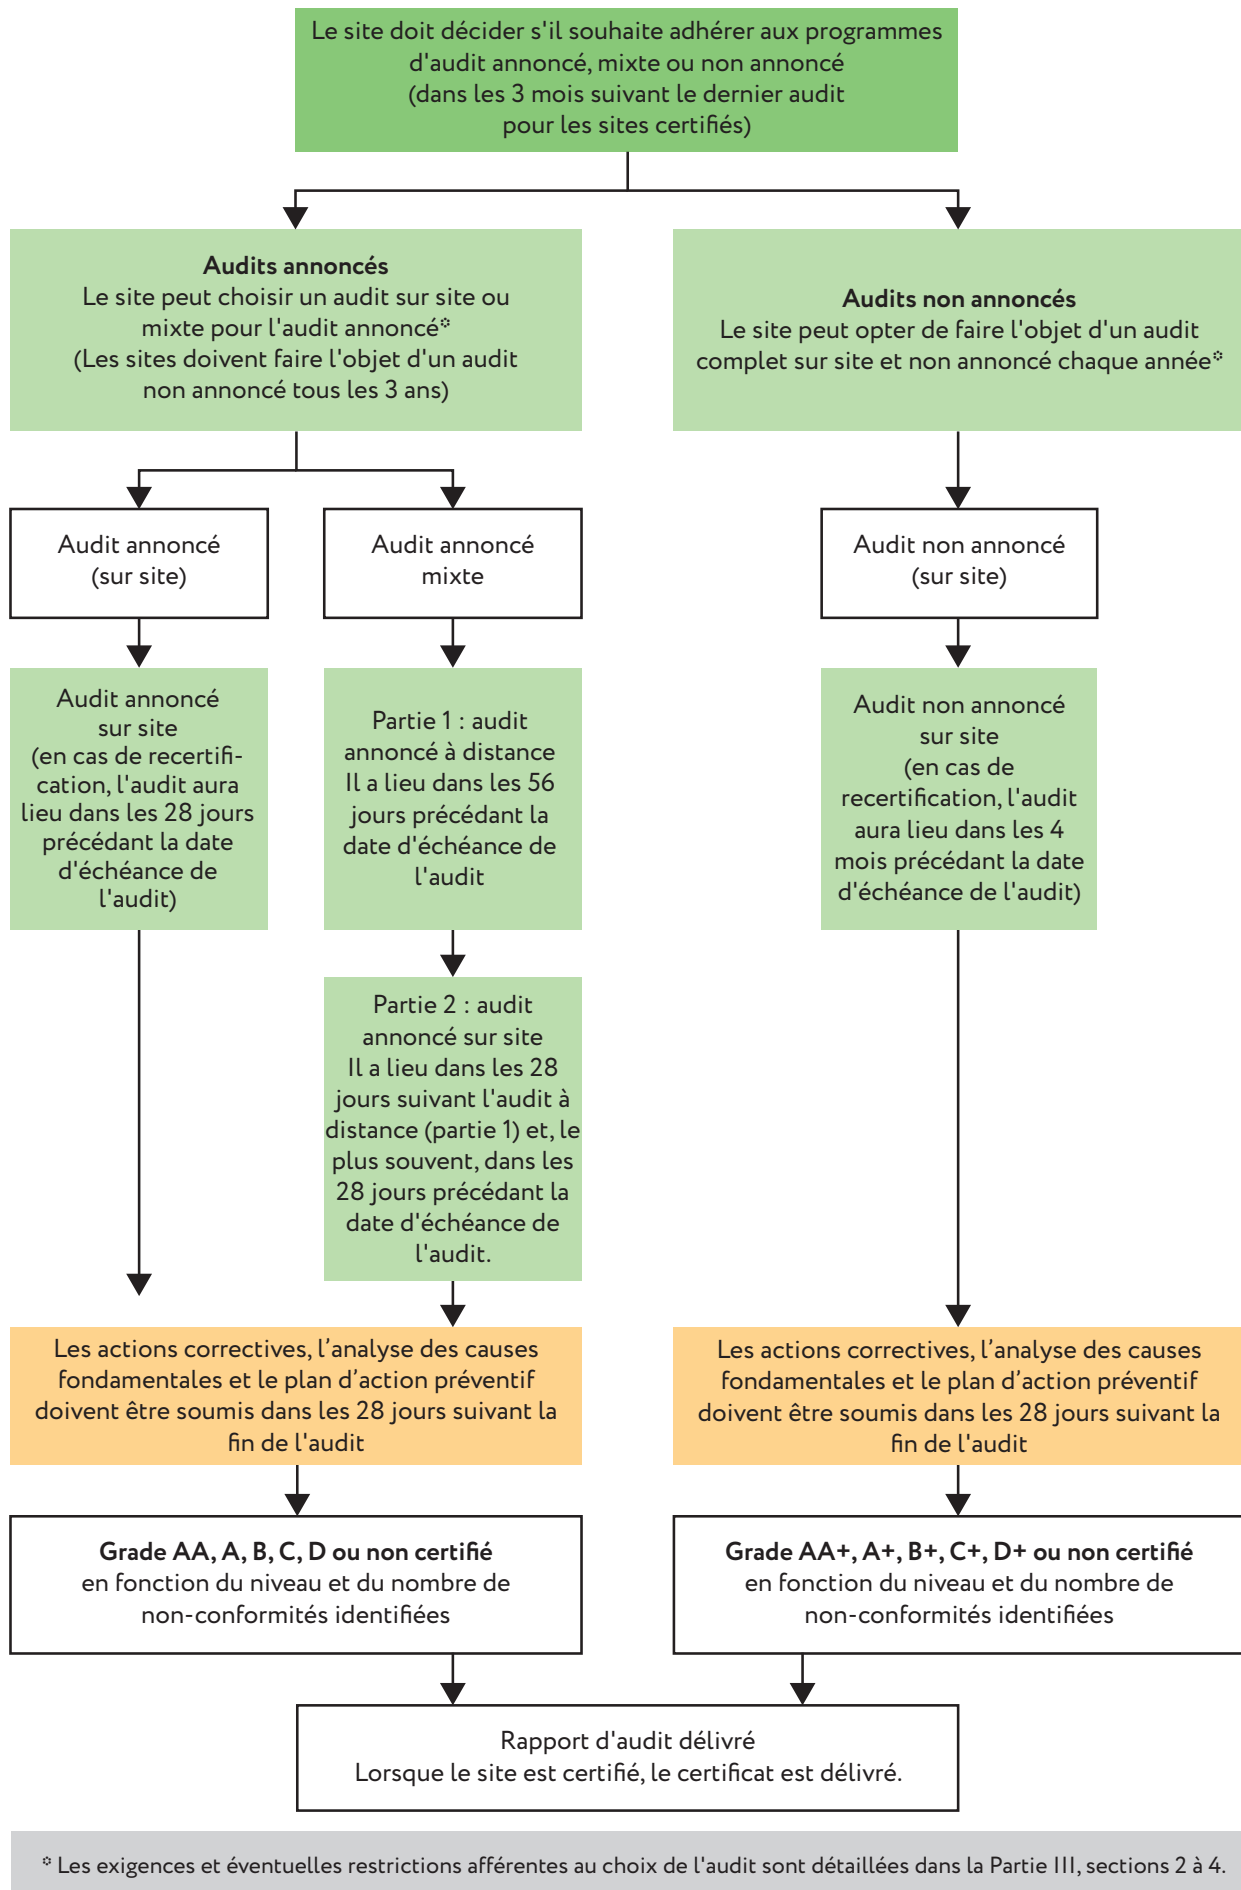 Le site doit décider s'il souhaite adhérer aux programmes
d'audit annoncé, mixte ou non annoncé
(dans les 3 mois suivant le dernier audit
pour les sites certifiés)
Audits annoncés
Le site peut choisir un audit sur site ou
mixte pour l'audit annoncé*
(Les sites doivent faire l'objet d'un audit
non annoncé tous les 3 ans)
Audits non annoncés
Le site peut opter de faire l'objet d'un audit
complet sur site et non annoncé chaque année*
Audit annoncé
(sur site)
Audit annoncé
mixte
Audit non annoncé
(sur site)
Audit annoncé
sur site
(en cas de recertifi-
cation, l'audit aura
lieu dans les 28 jours
précédant la date
d'échéance de
l'audit)
Partie 1 : audit
annoncé à distance
Il a lieu dans les 56
jours précédant la
date d'échéance de
l'audit
Audit non annoncé
sur site
(en cas de
recertification, l'audit
aura lieu dans les 4
mois précédant la date
d'échéance de l'audit)
Partie 2 : audit
annoncé sur site
Il a lieu dans les 28
jours suivant l'audit à
distance (partie 1) et, le
plus souvent, dans les
28 jours précédant la
date d'échéance de
l'audit.
Les actions correctives, l’analyse des causes
fondamentales et le plan d’action préventif
doivent être soumis dans les 28 jours suivant la
fin de l'audit
Les actions correctives, l’analyse des causes
fondamentales et le plan d’action préventif
doivent être soumis dans les 28 jours suivant la
fin de l'audit
Grade AA, A, B, C, D ou non certifié
en fonction du niveau et du nombre de
non-conformités identifiées
Grade AA+, A+, B+, C+, D+ ou non certifié
en fonction du niveau et du nombre de
non-conformités identifiées
Rapport d'audit délivré
Lorsque le site est certifié, le certificat est délivré.
* Les exigences et éventuelles restrictions afférentes au choix de l'audit sont détaillées dans la Partie III, sections 2 à 4.